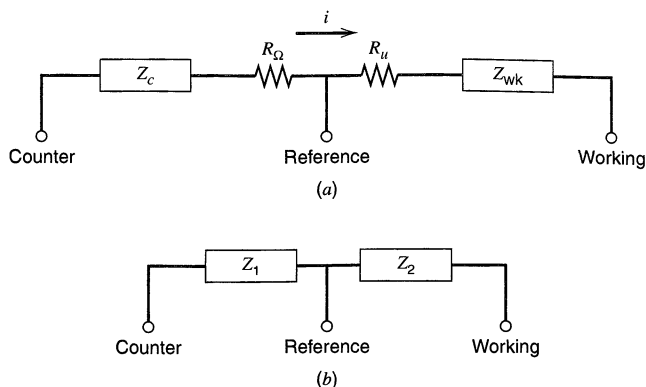 i
R_Ω R_u
Z_c Z_wk
Counter Reference Working
(a)
Z_1 Z_2
Counter Reference Working
(b)